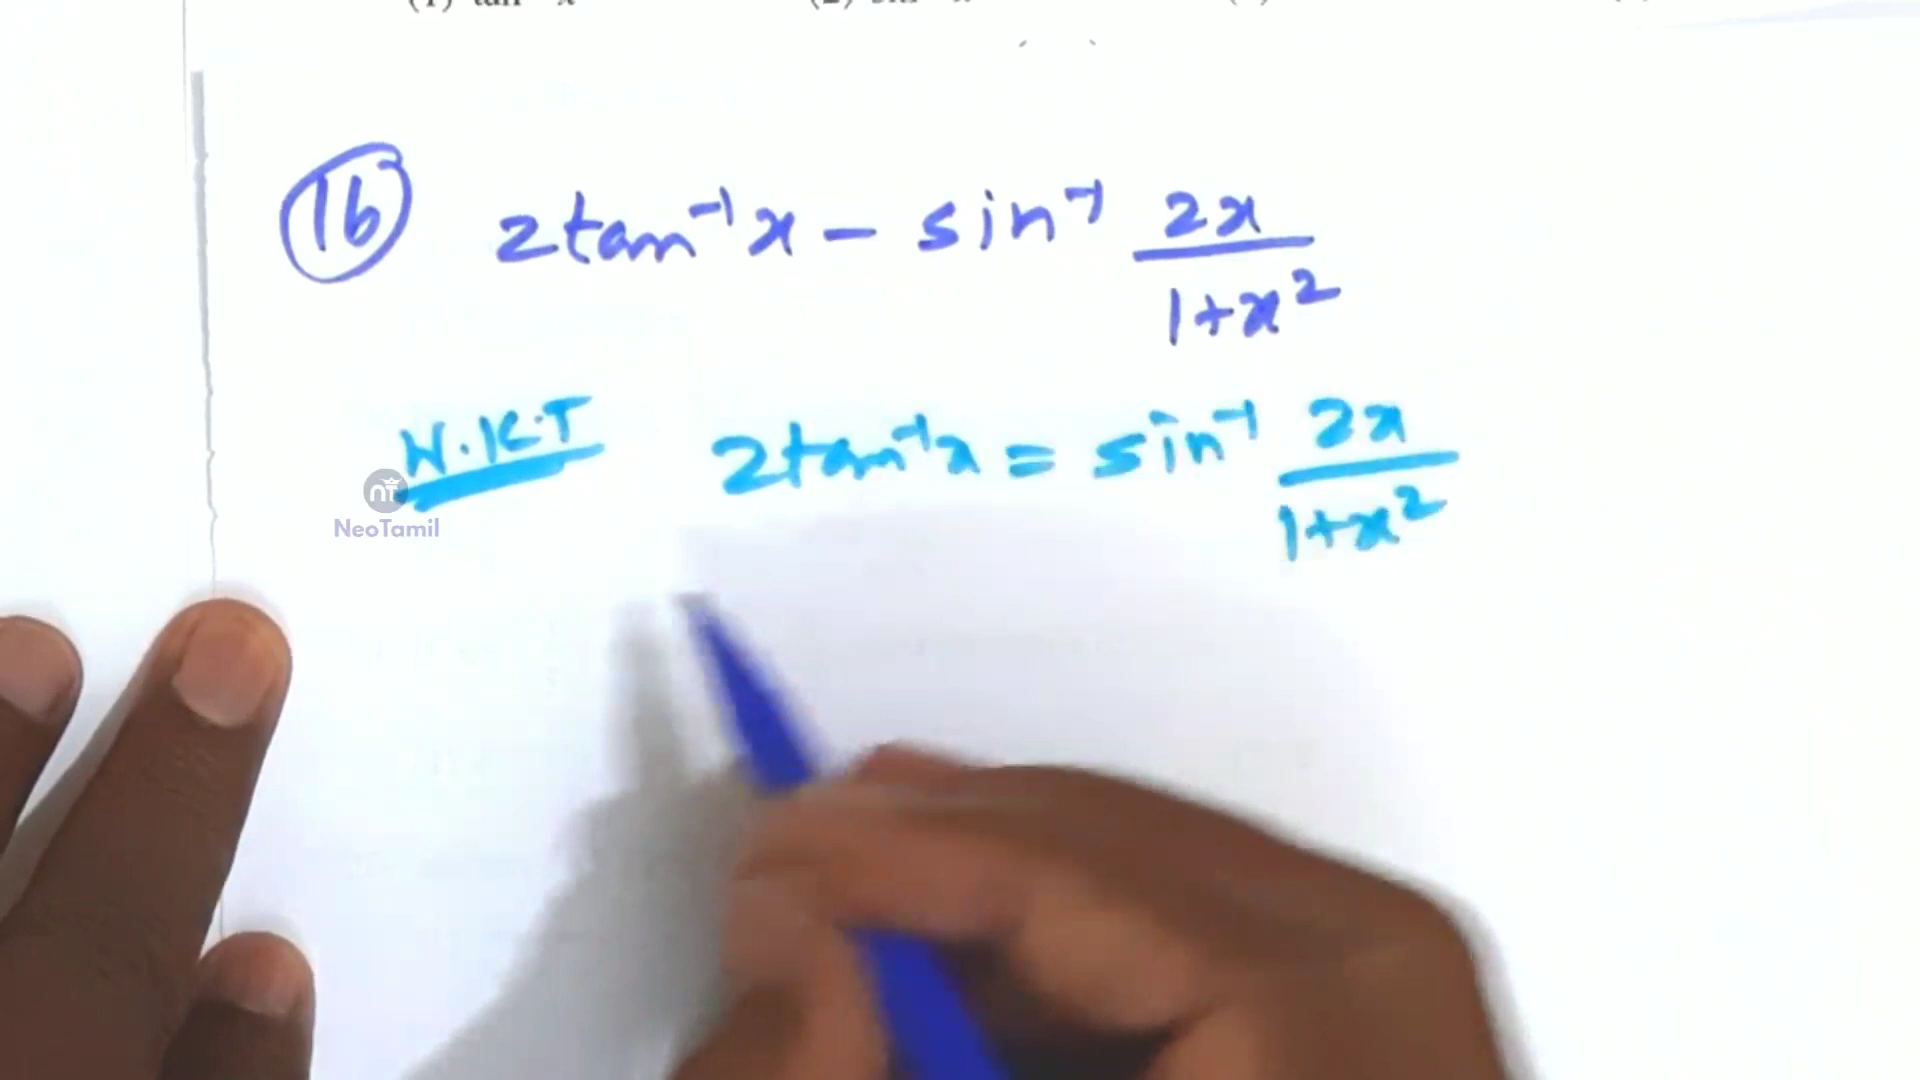 16 2tan⁻¹x − sin⁻¹ 2x/1+x²
W.K.T 2tan⁻¹x = sin⁻¹ 2x/1+x²
NeoTamil